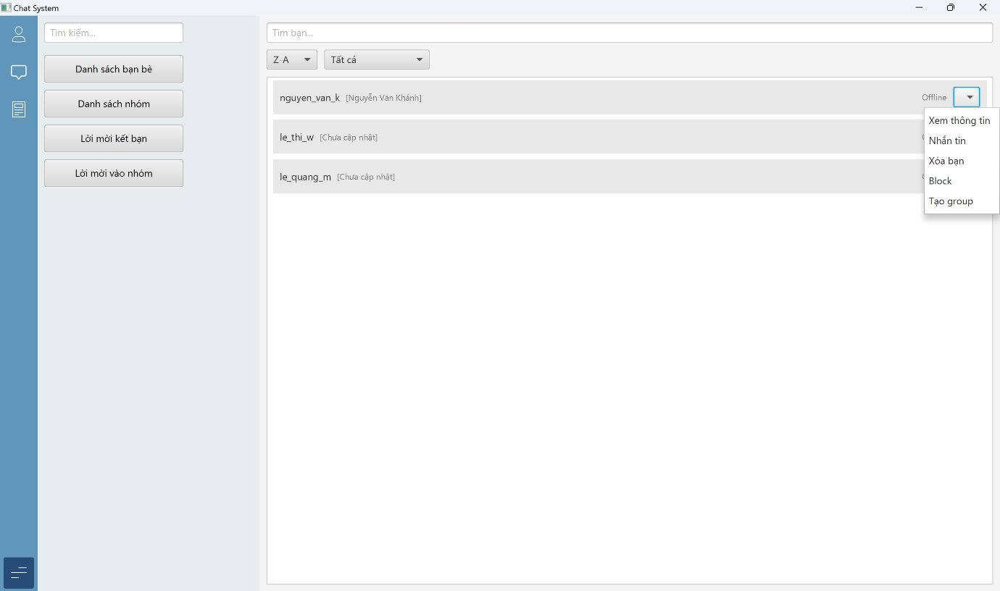 Chat System
Tìm kiếm...
Danh sách bạn bè
Danh sách nhóm
Lời mời kết bạn
Lời mời vào nhóm
Tìm bạn...
Z-A
Tất cả
nguyen_van_k [Nguyễn Văn Khánh] Offline
le_thi_w [Chưa cập nhật]
le_quang_m [Chưa cập nhật]
Xem thông tin
Nhắn tin
Xóa bạn
Block
Tạo group